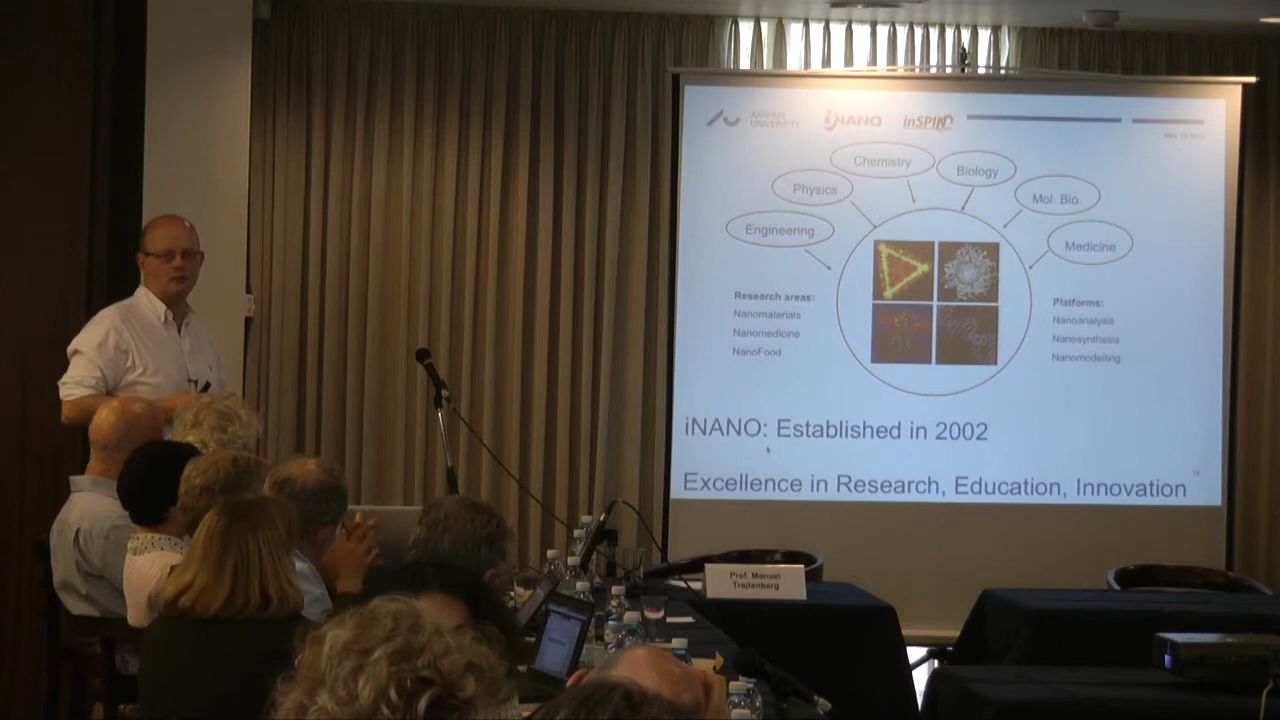 AARHUS
UNIVERSITY
iNANO
inSPIN
Chemistry
Biology
Physics
Mol. Bio.
Engineering
Medicine
Research areas:
Nanomaterials
Nanomedicine
NanoFood
Platforms:
Nanoanalysis
Nanosynthesis
Nanomodelling
iNANO: Established in 2002
Excellence in Research, Education, Innovation
Prof. Manuel
Trajtenberg